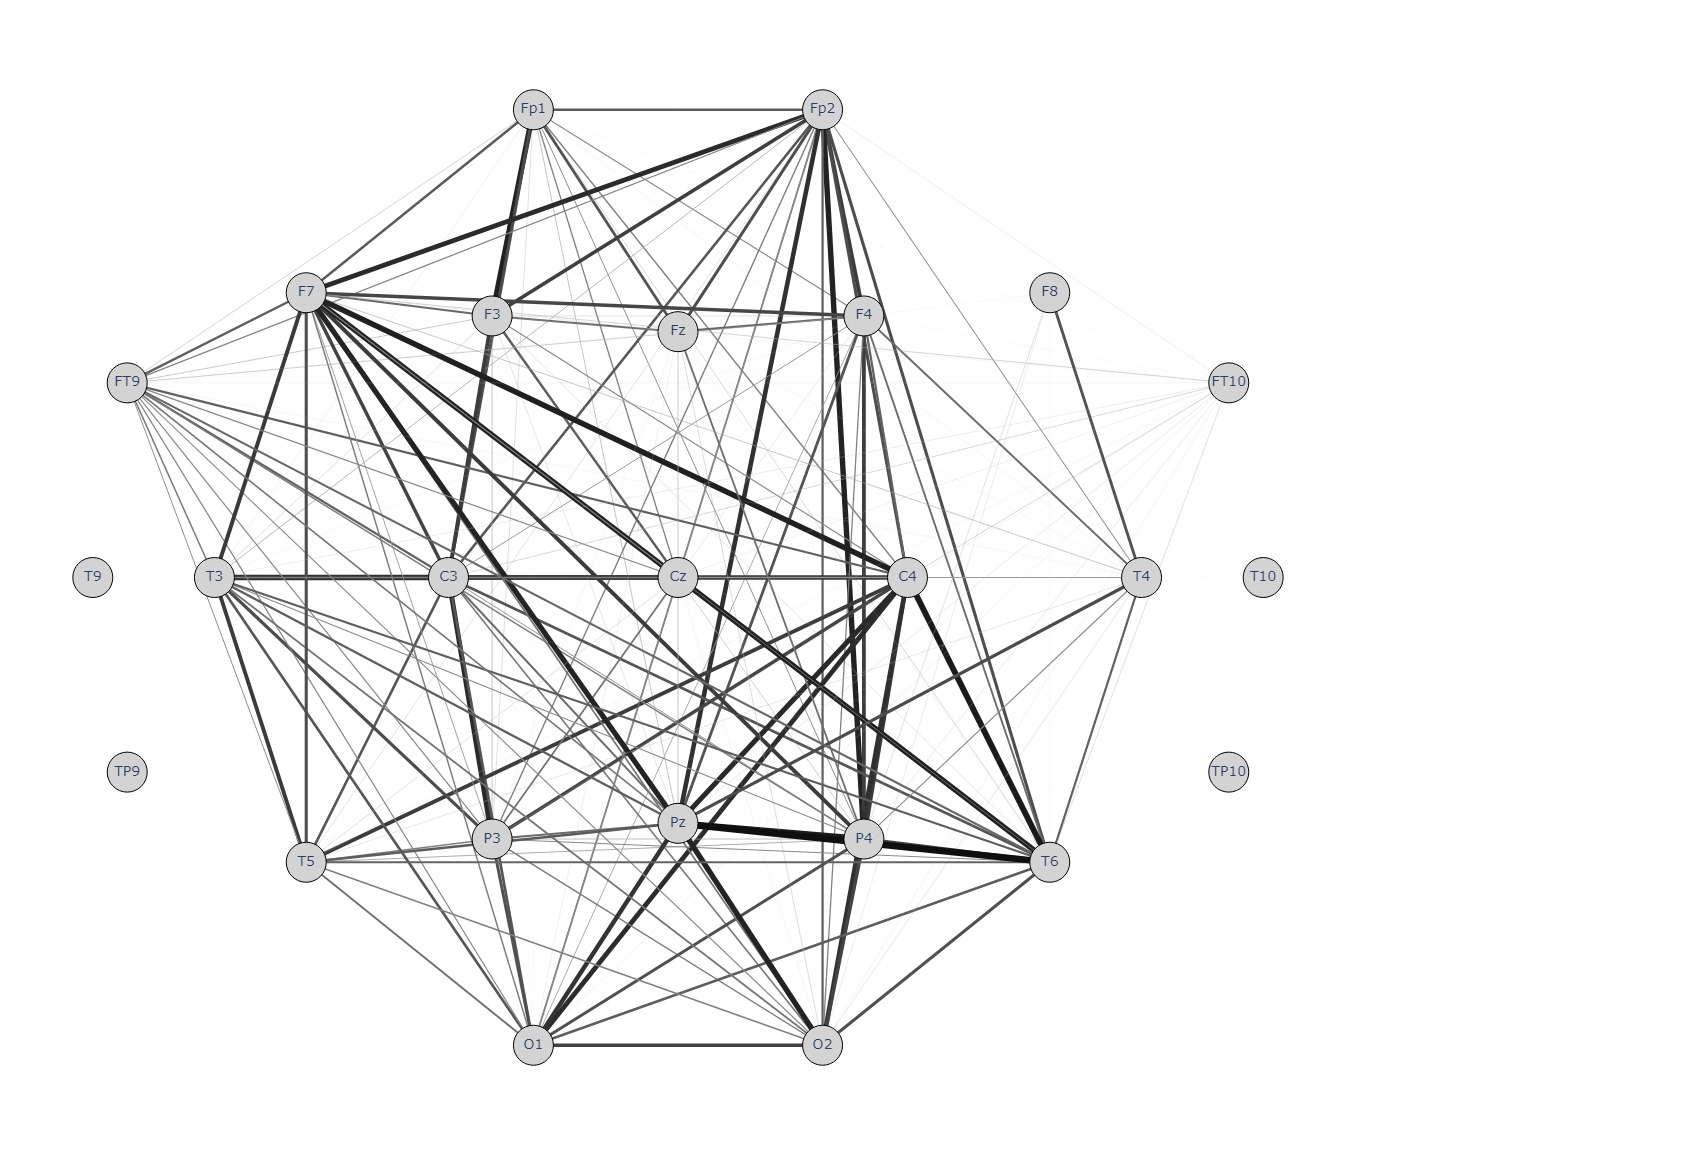 Fp1 Fp2
F7 F3 Fz F4 F8
FT9 FT10
T9 T3 C3 Cz C4 T4 T10
TP9 TP10
T5 P3 Pz P4 T6
O1 O2